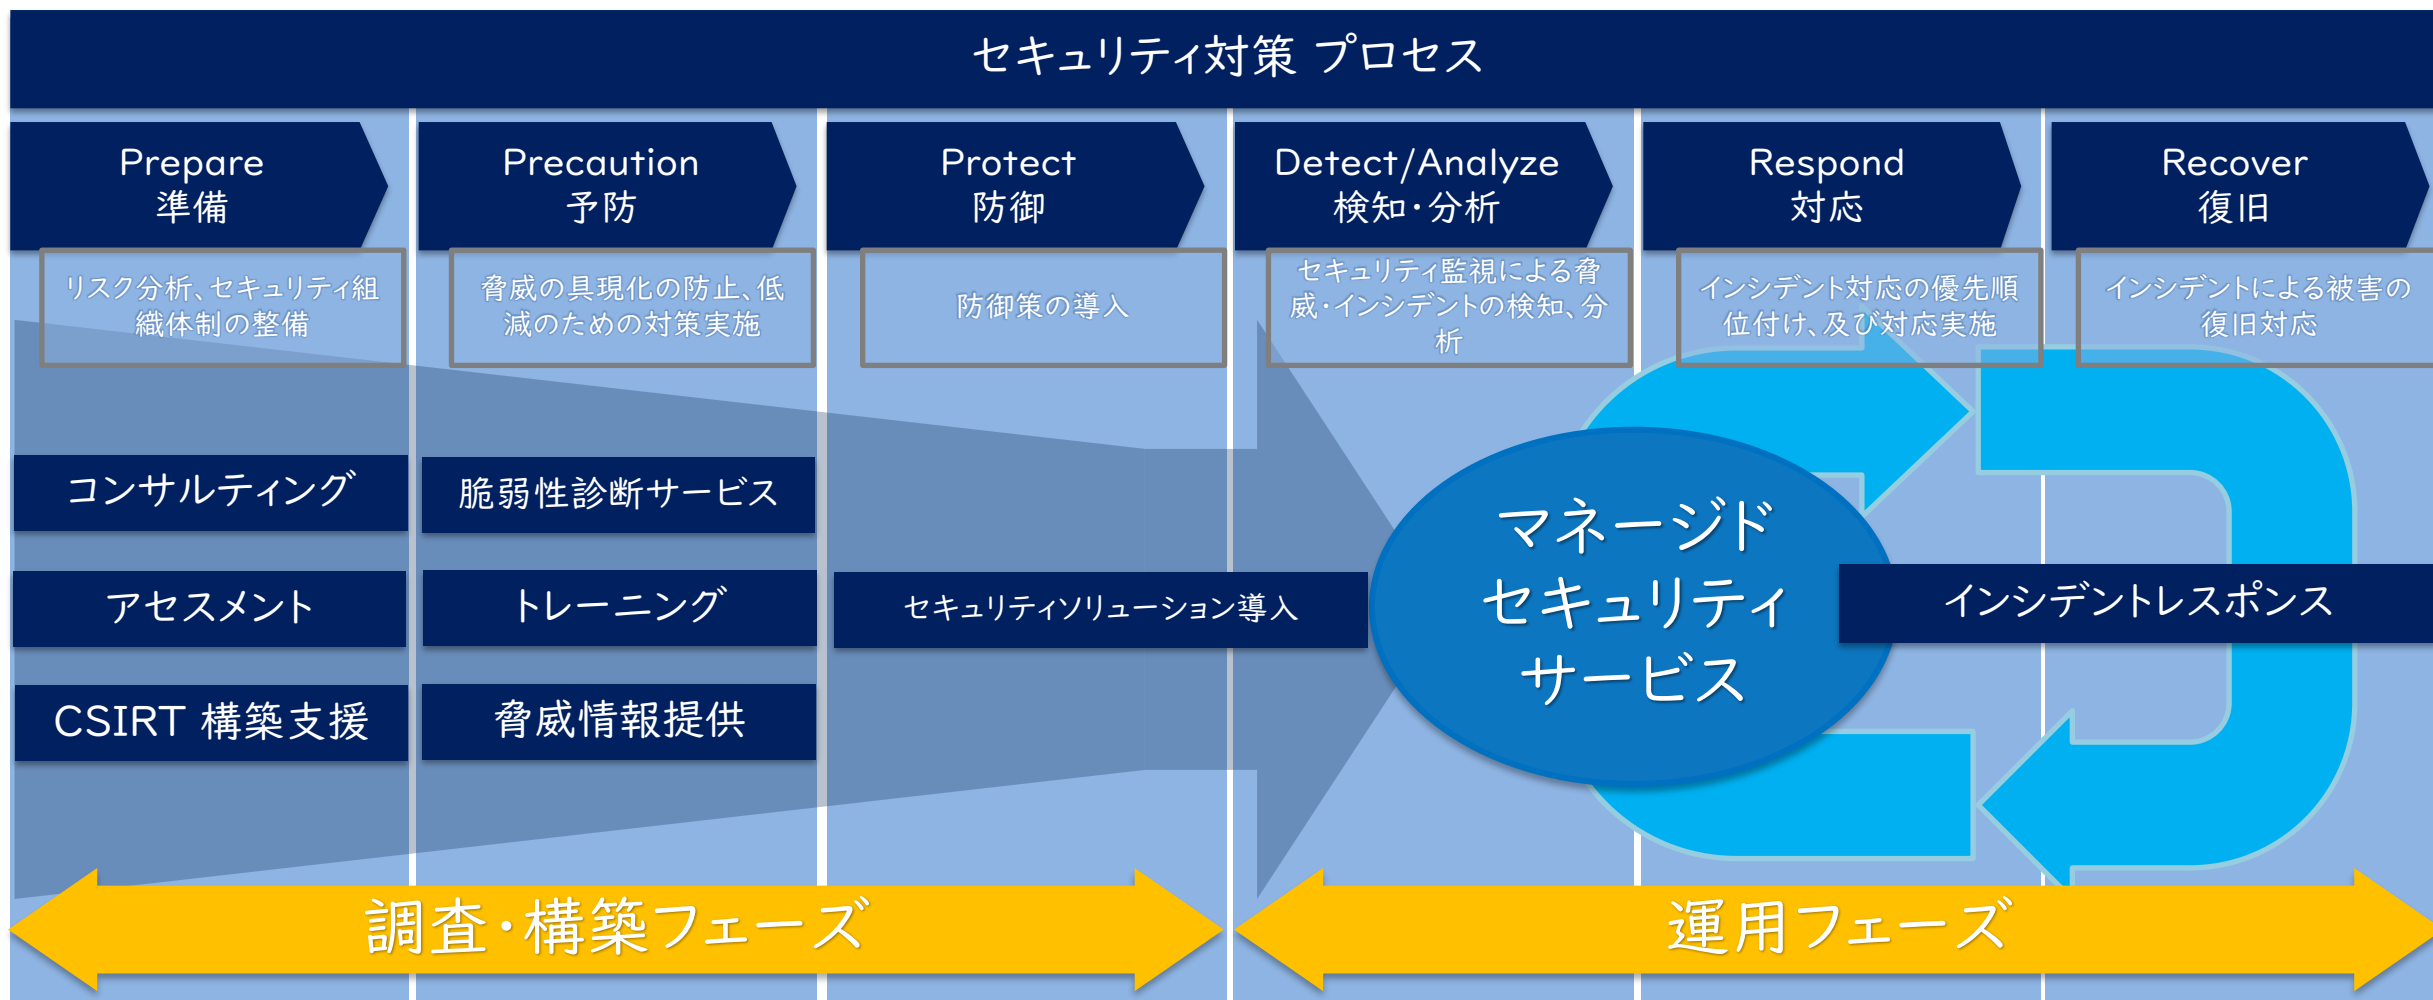 セキュリティ対策 プロセス
Prepare
準備
Precaution
予防
Protect
防御
Detect/Analyze
検知・分析
Respond
対応
Recover
復旧
リスク分析、セキュリティ組
織体制の整備
脅威の具現化の防止、低
減のための対策実施
防御策の導入
セキュリティ監視による脅
威・インシデントの検知、分
析
インシデント対応の優先順
位付け、及び対応実施
インシデントによる被害の
復旧対応
コンサルティング
アセスメント
CSIRT 構築支援
脆弱性診断サービス
トレーニング
脅威情報提供
セキュリティソリューション導入
マネージド
セキュリティ
サービス
インシデントレスポンス
調査・構築フェーズ
運用フェーズ